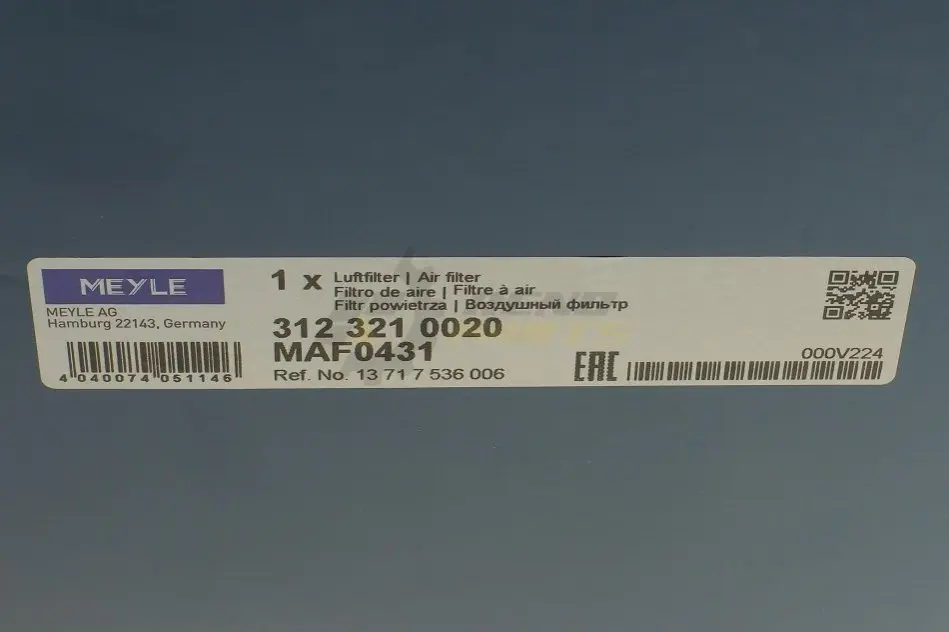 MEYLE
MEYLE AG
Hamburg 22143, Germany
4 040074 051146
1 x Luftfilter | Air filter
Filtro de aire | Filtre à air
Filtr powietrza | Воздушный фильтр
312 321 0020
MAF0431
Ref. No. 13 71 7 536 006
EAC
000V224